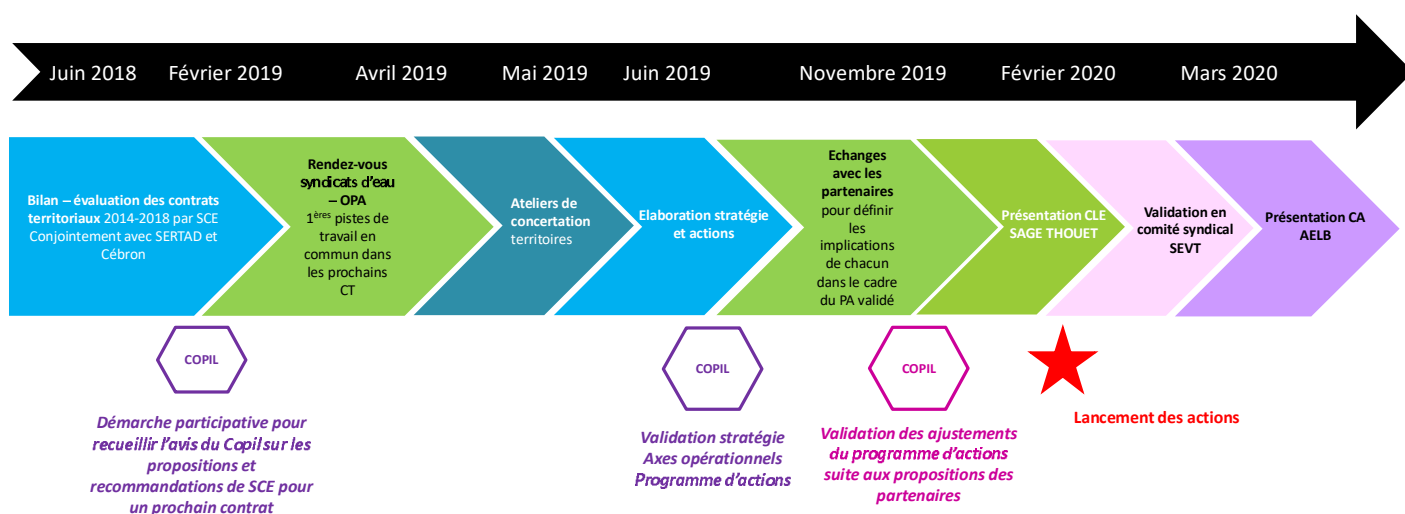 Juin 2018
Février 2019
Avril 2019
Mai 2019
Juin 2019
Novembre 2019
Février 2020
Mars 2020
Bilan – évaluation des contrats
territoriaux 2014-2018 par SCE
Conjointement avec SERTAD et
Cébron
Rendez-vous
syndicats d'eau
– OPA
1ères pistes de
travail en
commun dans
les prochains
CT
Ateliers de
concertation
territoires
Elaboration stratégie
et actions
Echanges
avec les
partenaires
pour définir
les
implications
de chacun
dans le cadre
du PA validé
Présentation CLE
SAGE THOUET
Validation en
comité syndical
SEVT
Présentation CA
AELB
COPIL
Démarche participative pour
recueillir l'avis du Copil sur les
propositions et
recommandations de SCE pour
un prochain contrat
COPIL
Validation stratégie
Axes opérationnels
Programme d'actions
COPIL
Validation des ajustements
du programme d'actions
suite aux propositions des
partenaires
Lancement des actions